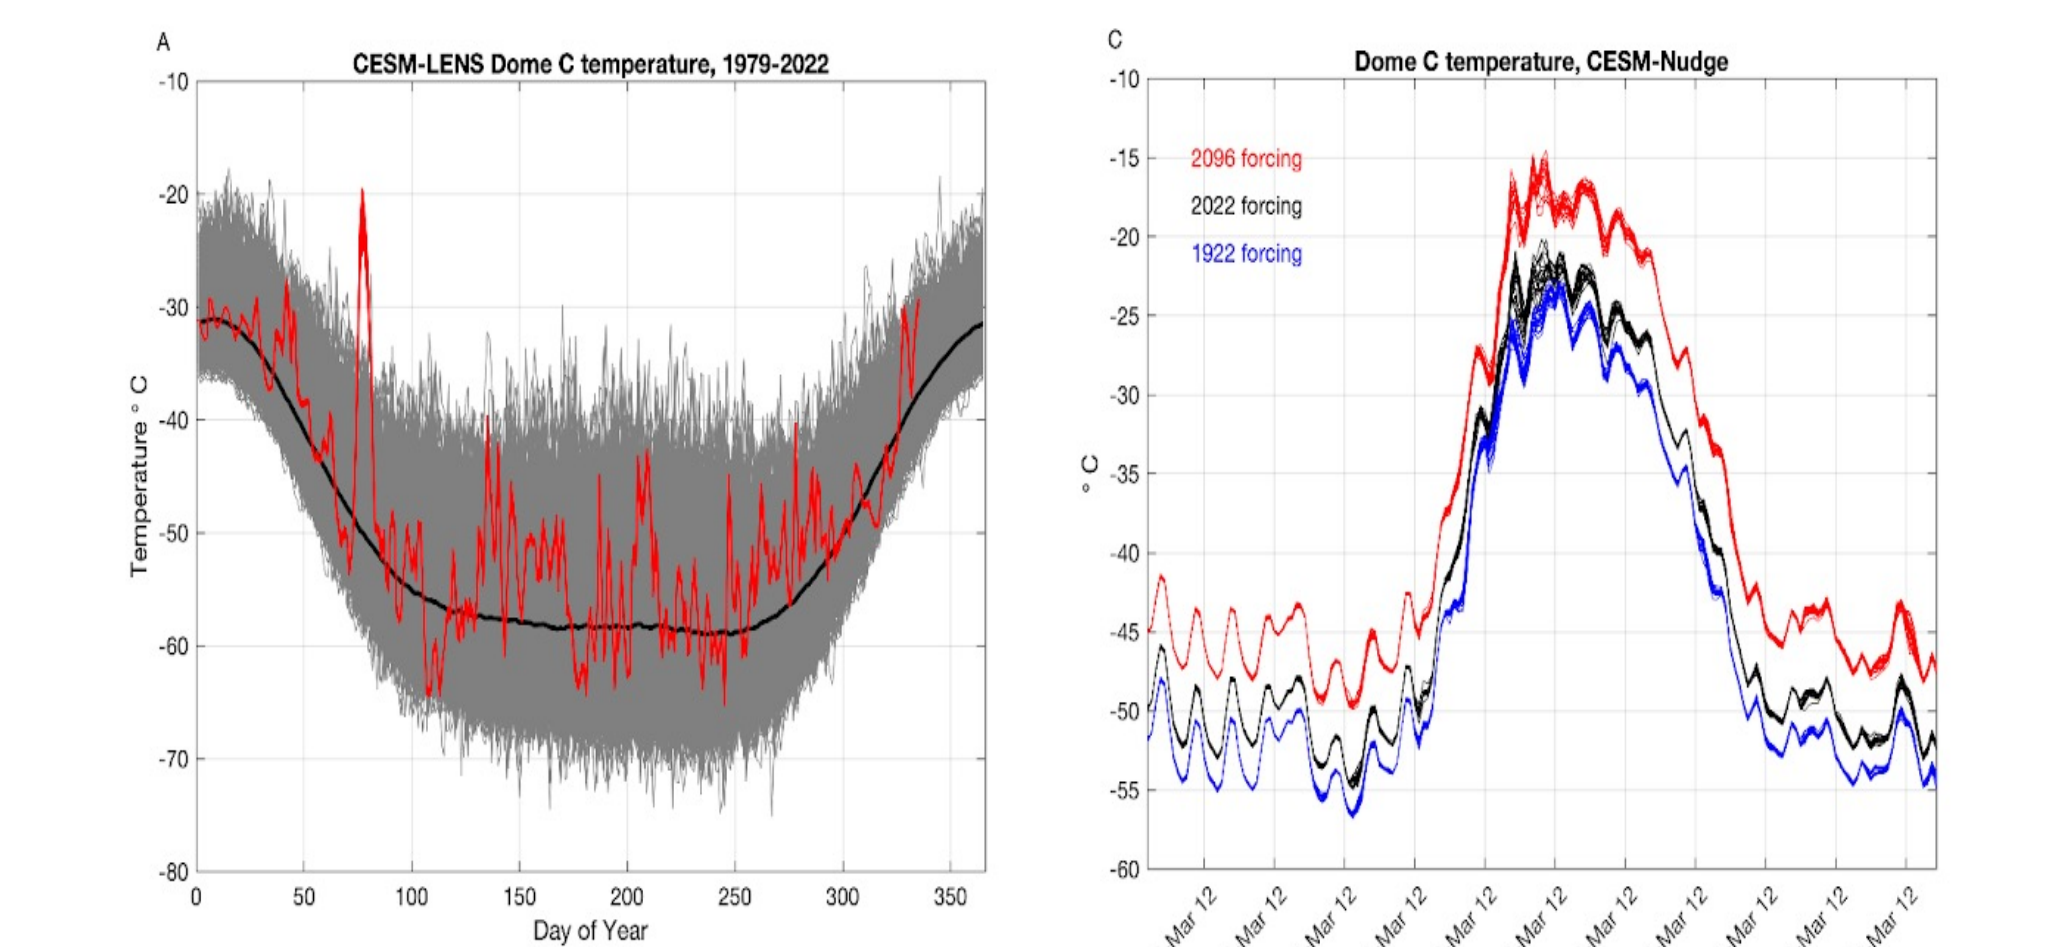 A
CESM-LENS Dome C temperature, 1979-2022
-10
-20
-30
-40
-50
-60
-70
-80
Temperature ° C
0 50 100 150 200 250 300 350
Day of Year
C
Dome C temperature, CESM-Nudge
2096 forcing
2022 forcing
1922 forcing
-10
-15
-20
-25
-30
-35
-40
-45
-50
-55
-60
° C
Mar 12 Mar 12 Mar 12 Mar 12 Mar 12 Mar 12 Mar 12 Mar 12 Mar 12 Mar 12 Mar 12